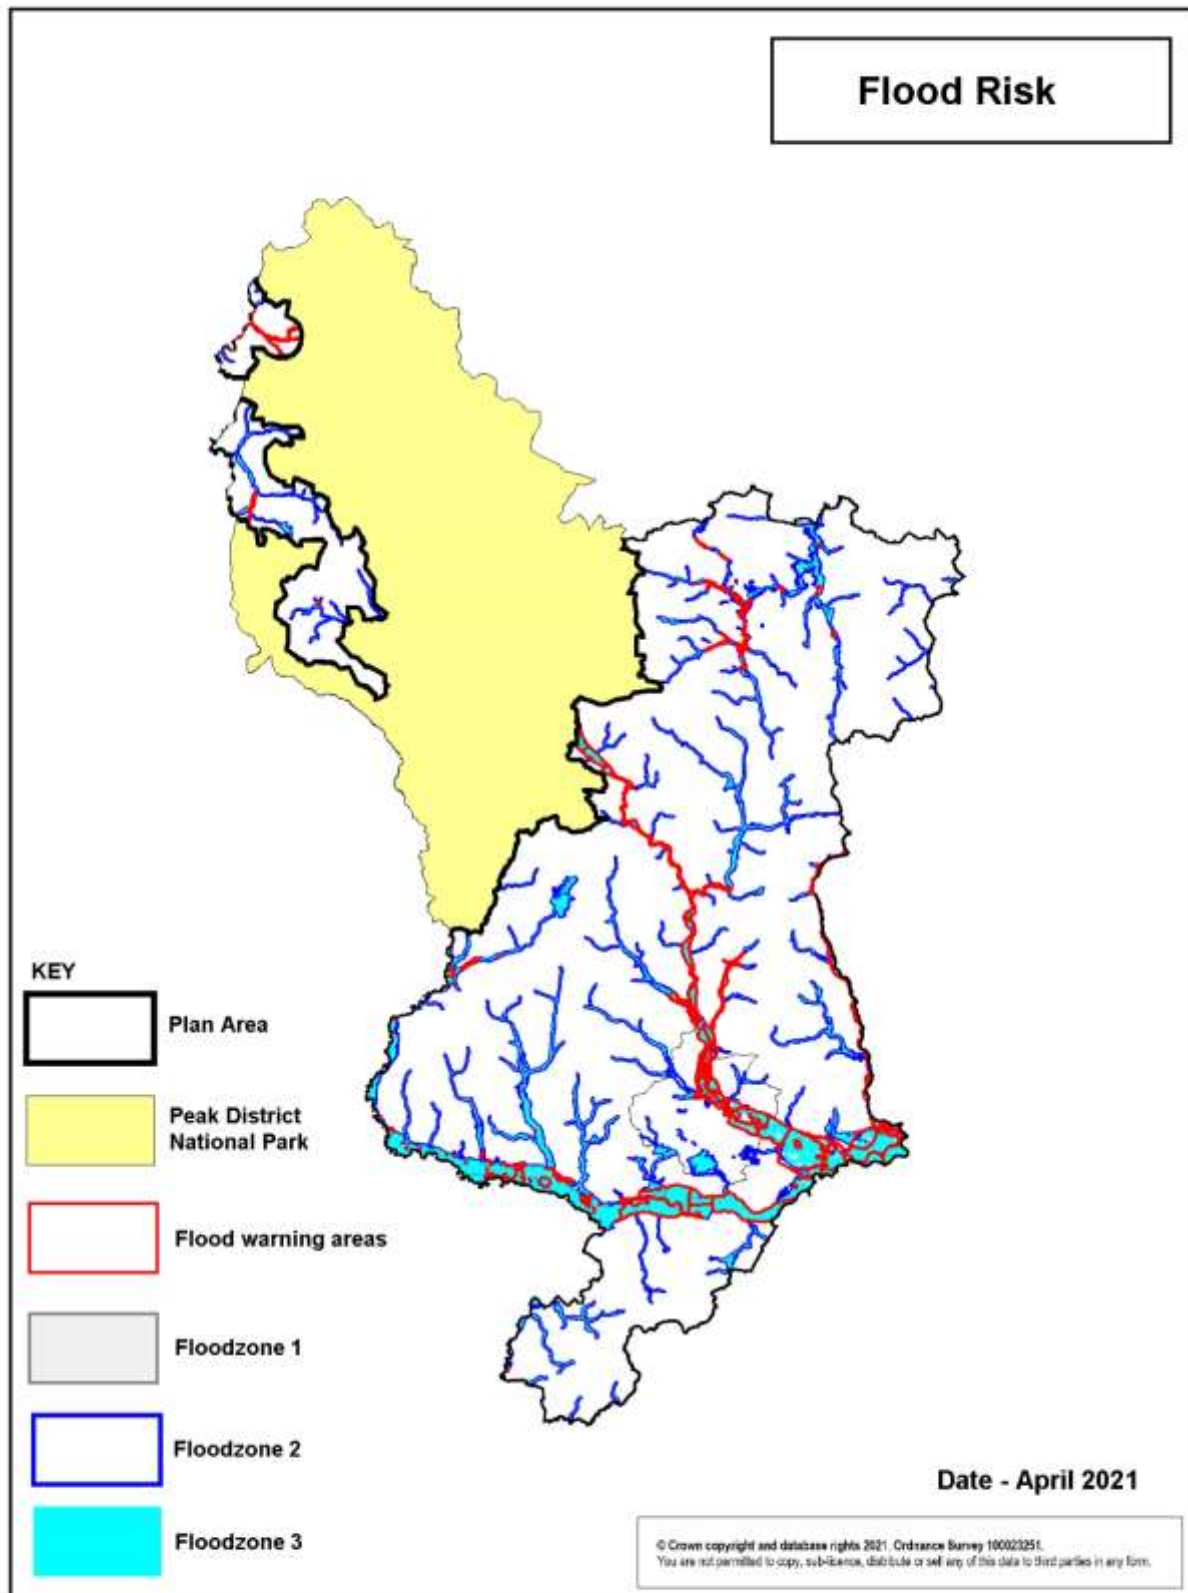 Flood Risk
KEY
Plan Area
Peak District
National Park
Flood warning areas
Floodzone 1
Floodzone 2
Floodzone 3
Date - April 2021
© Crown copyright and database rights 2021. Ordnance Survey 100023251.
You are not permitted to copy, sub-licence, distribute or sell any of this data to third parties in any form.